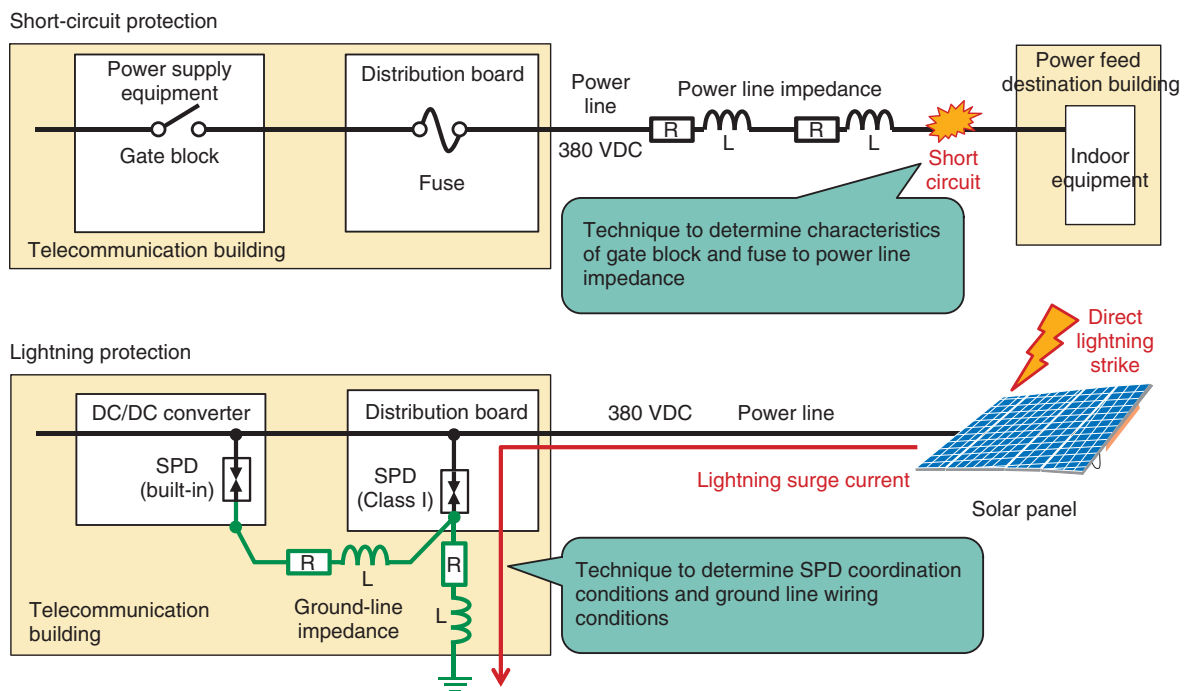 Short-circuit protection
Power supply
equipment
Gate block
Distribution board
Fuse
Telecommunication building
Power
line
380 VDC
Power line impedance
R
L
R
L
Short
circuit
Power feed
destination building
Indoor
equipment
Technique to determine characteristics
of gate block and fuse to power line
impedance
Lightning protection
DC/DC converter
SPD
(built-in)
Distribution board
SPD
(Class I)
R
L
Ground-line
impedance
R
L
Telecommunication
building
380 VDC
Power line
Lightning surge current
Direct
lightning
strike
Solar panel
Technique to determine SPD coordination
conditions and ground line wiring
conditions